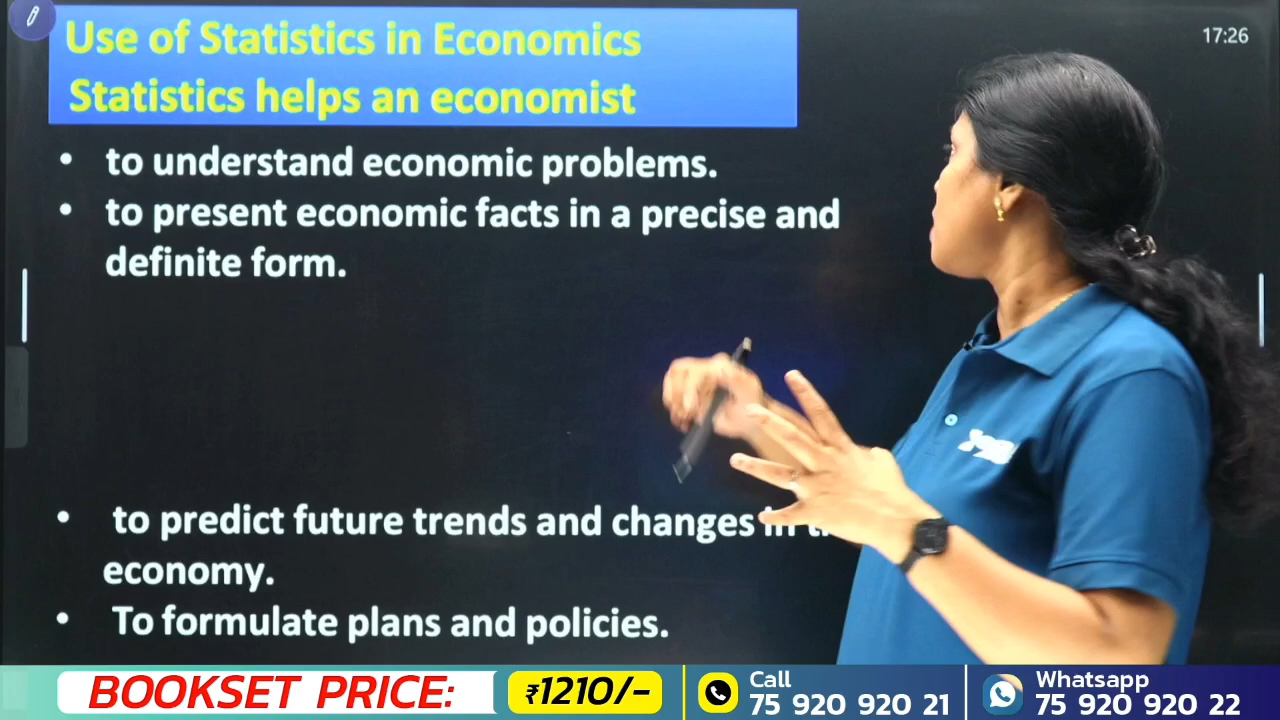 Use of Statistics in Economics
17:26
Statistics helps an economist
• to understand economic problems.
• to present economic facts in a precise and
definite form.
• to predict future trends and changes in
economy.
• To formulate plans and policies.
BOOKSET PRICE:
₹1210/-
Call
75 920 920 21
Whatsapp
75 920 920 22